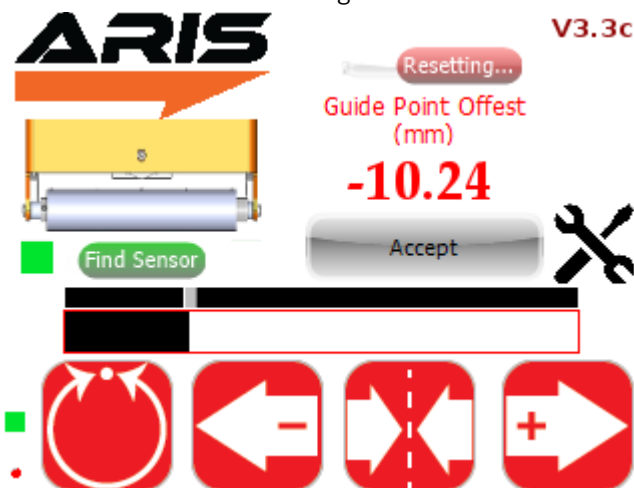 ARIS
V3.3c
Resetting...
Guide Point Offest
(mm)
-10.24
Accept
Find Sensor
-
+